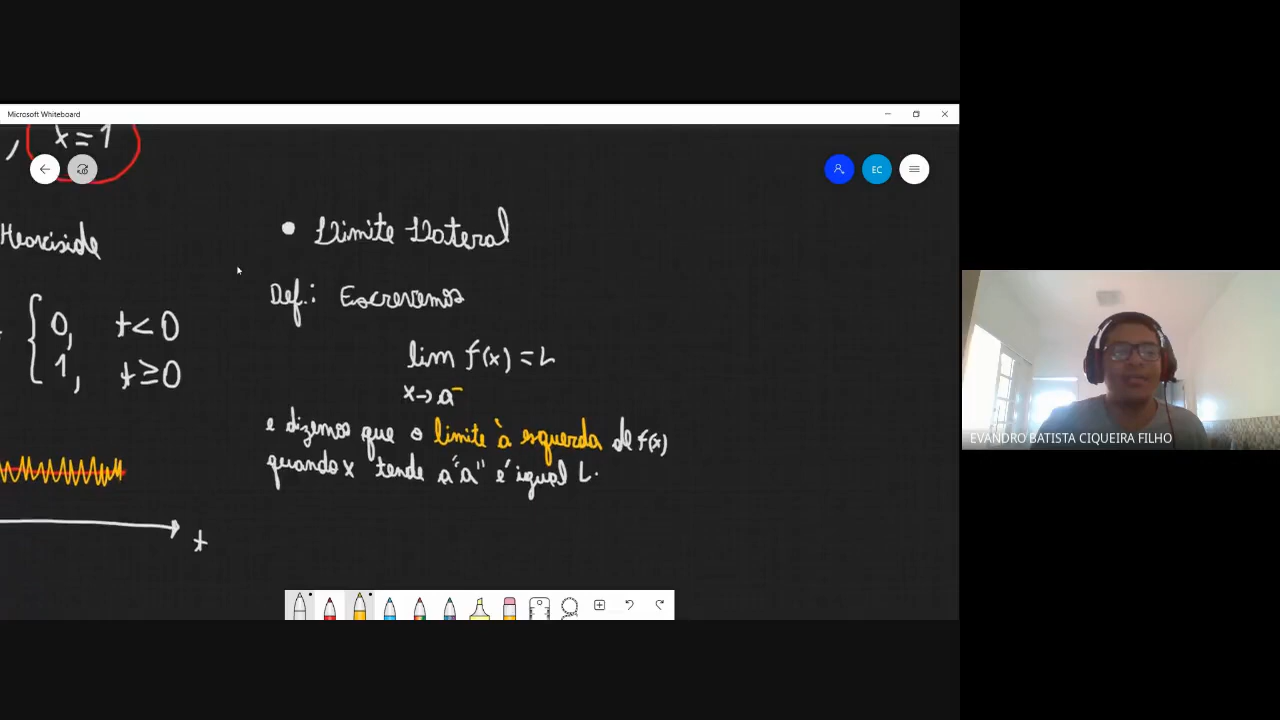 Microsoft Whiteboard
, x = 1
EC
Heaviside
{ 0, t < 0
1, t ≥ 0
t
• Limite Lateral
Def.: Escrevemos
lim f(x) = L
x→a⁻
e dizemos que o limite à esquerda de f(x)
quando x tende a "a" é igual L.
EVANDRO BATISTA CIQUEIRA FILHO